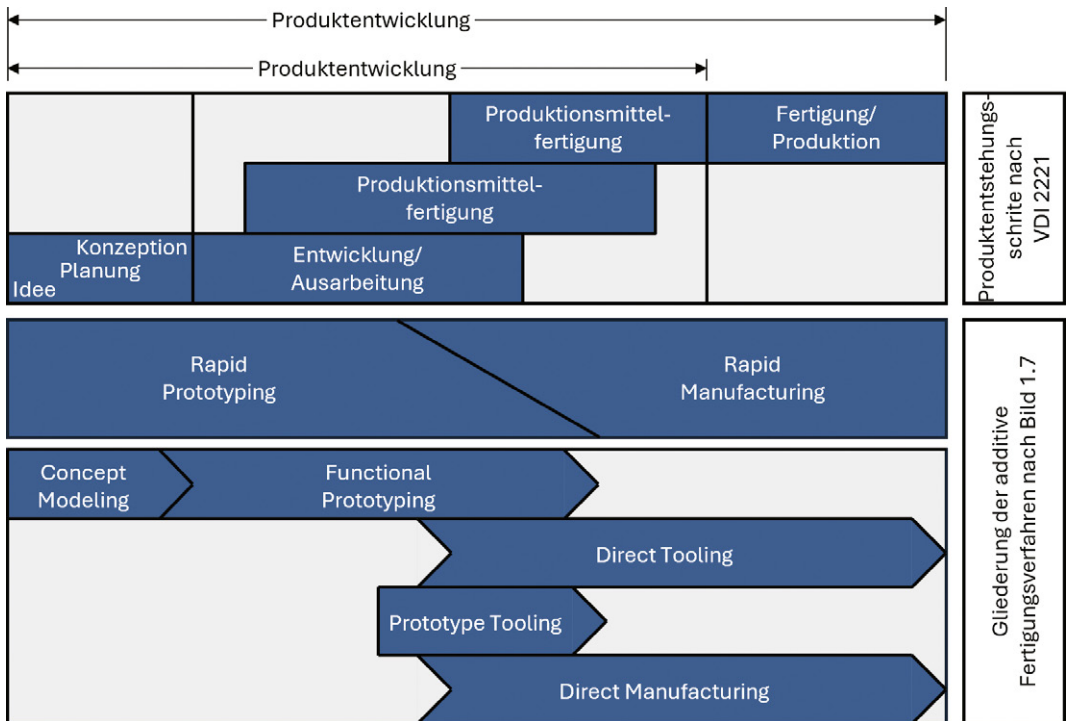 Produktentwicklung
Produktentwicklung
Produktionsmittel-
fertigung
Fertigung/
Produktion
Produktionsmittel-
fertigung
Konzeption
Planung
Idee
Entwicklung/
Ausarbeitung
Produktentstehungs-
schrite nach
VDI 2221
Rapid
Prototyping
Rapid
Manufacturing
Concept
Modeling
Functional
Prototyping
Direct Tooling
Prototype Tooling
Direct Manufacturing
Gliederung der additive
Fertigungsverfahren nach Bild 1.7